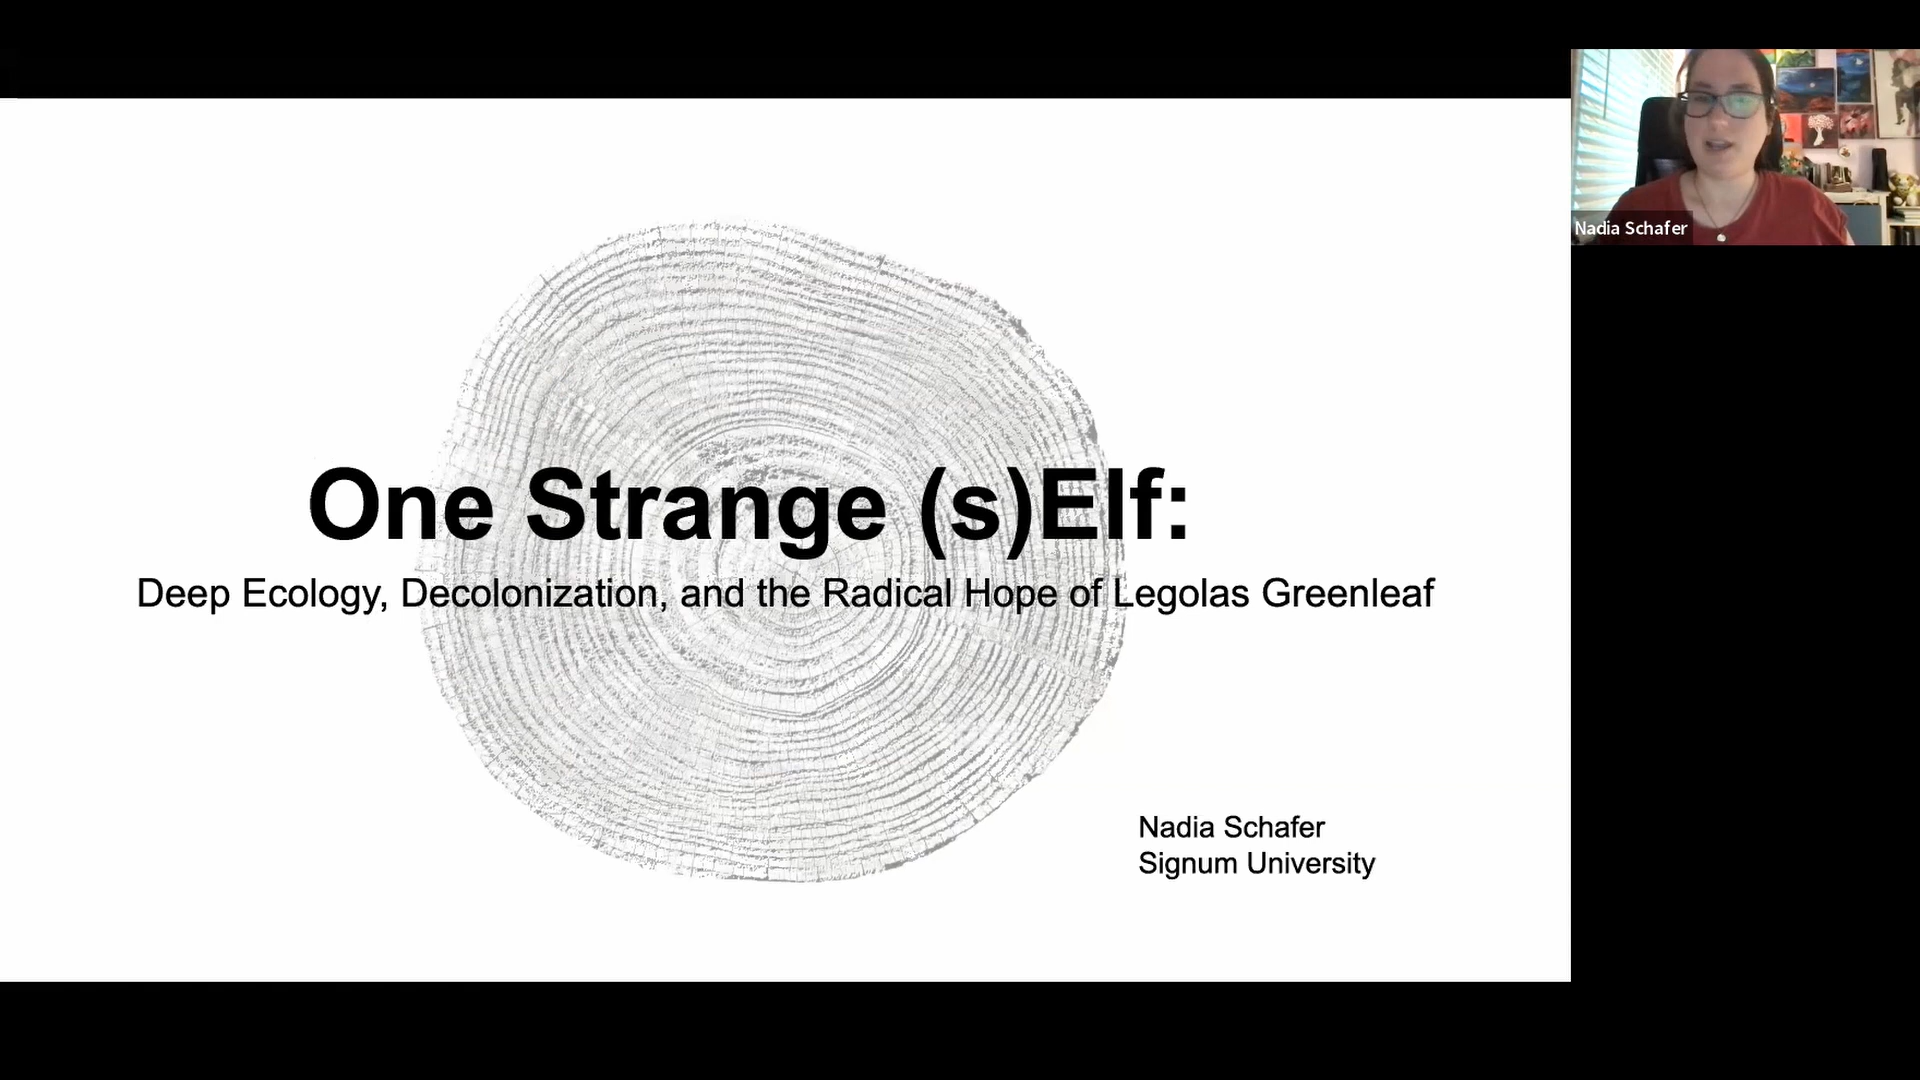 One Strange (s)Elf:
Deep Ecology, Decolonization, and the Radical Hope of Legolas Greenleaf
Nadia Schafer
Signum University
Nadia Schafer